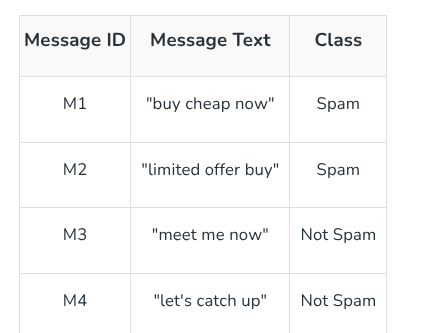 Message ID Message Text Class
M1 "buy cheap now" Spam
M2 "limited offer buy" Spam
M3 "meet me now" Not Spam
M4 "let's catch up" Not Spam